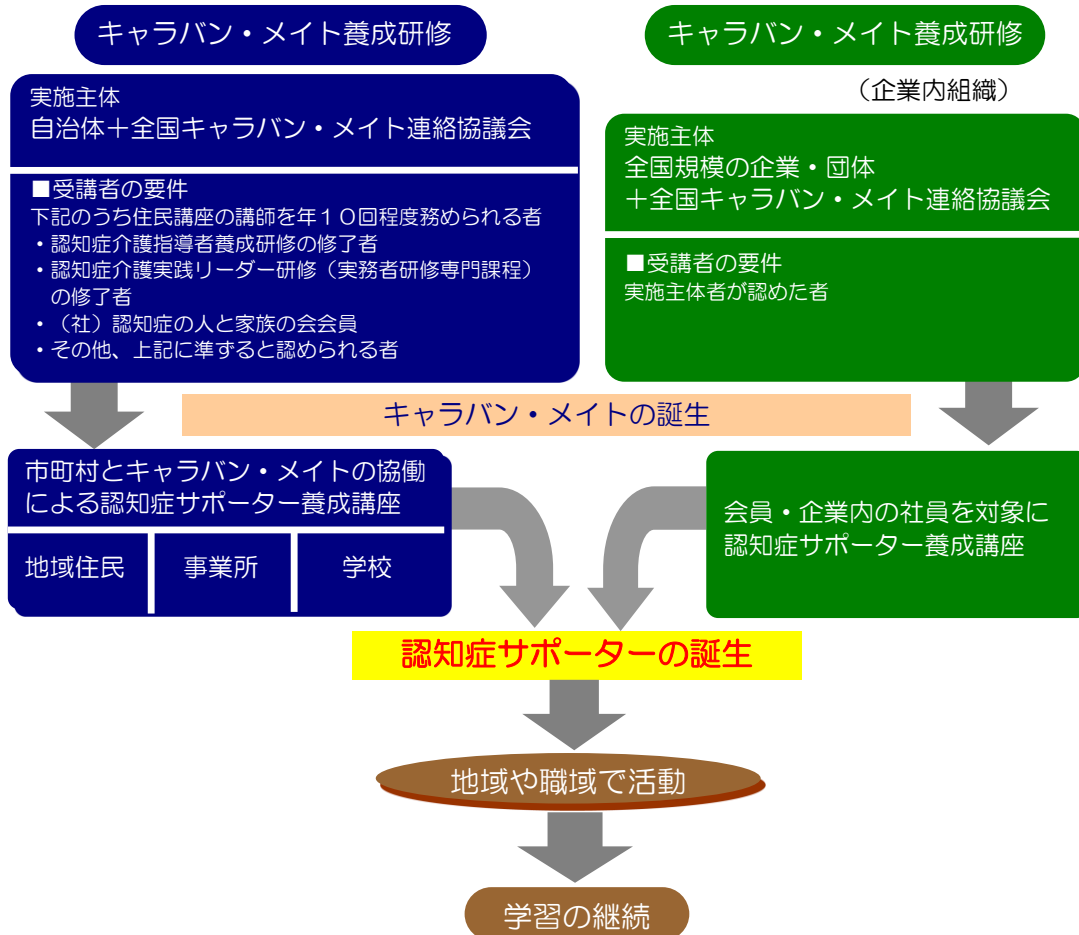 キャラバン・メイト養成研修
実施主体
自治体＋全国キャラバン・メイト連絡協議会
■受講者の要件
下記のうち住民講座の講師を年１０回程度務められる者
・認知症介護指導者養成研修の修了者
・認知症介護実践リーダー研修（実務者研修専門課程）
の修了者
・（社）認知症の人と家族の会会員
・その他、上記に準ずると認められる者
キャラバン・メイト養成研修
（企業内組織）
実施主体
全国規模の企業・団体
＋全国キャラバン・メイト連絡協議会
■受講者の要件
実施主体者が認めた者
キャラバン・メイトの誕生
市町村とキャラバン・メイトの協働
による認知症サポーター養成講座
地域住民
事業所
学校
会員・企業内の社員を対象に
認知症サポーター養成講座
認知症サポーターの誕生
地域や職域で活動
学習の継続